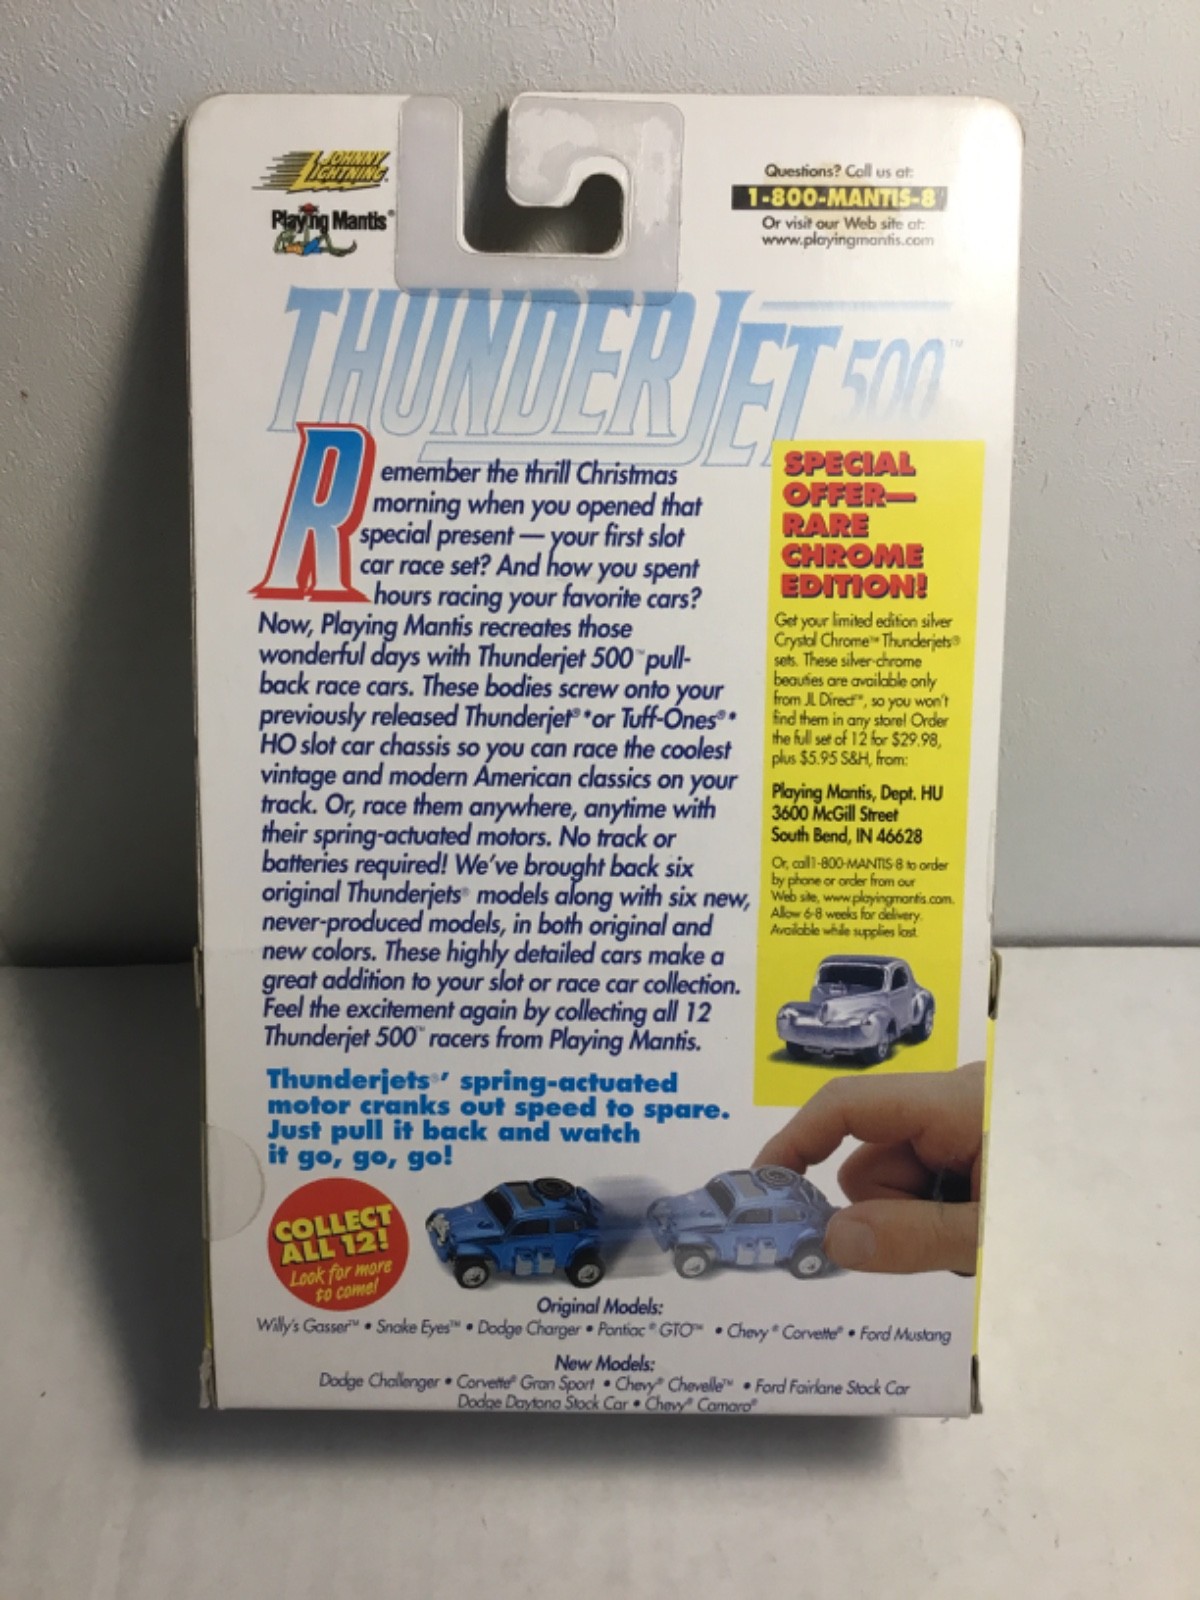 JOHNNY
LIGHTNING
Playing Mantis®
Questions? Call us at:
1-800-MANTIS-8
Or visit our Web site at:
www.playingmantis.com
THUNDERJET 500™
Remember the thrill Christmas
morning when you opened that
special present — your first slot
car race set? And how you spent
hours racing your favorite cars?
Now, Playing Mantis recreates those
wonderful days with Thunderjet 500™ pull-
back race cars. These bodies screw onto your
previously released Thunderjet®* or Tuff-Ones®*
HO slot car chassis so you can race the coolest
vintage and modern American classics on your
track. Or, race them anywhere, anytime with
their spring-actuated motors. No track or
batteries required! We've brought back six
original Thunderjets® models along with six new,
never-produced models, in both original and
new colors. These highly detailed cars make a
great addition to your slot or race car collection.
Feel the excitement again by collecting all 12
Thunderjet 500™ racers from Playing Mantis.
Thunderjets®' spring-actuated
motor cranks out speed to spare.
Just pull it back and watch
it go, go, go!
SPECIAL
OFFER—
RARE
CHROME
EDITION!
Get your limited edition silver
Crystal Chrome™ Thunderjets®
sets. These silver-chrome
beauties are available only
from JL Direct™, so you won't
find them in any store! Order
the full set of 12 for $29.98,
plus $5.95 S&H, from:
Playing Mantis, Dept. HU
3600 McGill Street
South Bend, IN 46628
Or, call1-800-MANTIS-8 to order
by phone or order from our
Web site, www.playingmantis.com.
Allow 6-8 weeks for delivery.
Available while supplies last.
COLLECT
ALL 12!
Look for more
to come!
Original Models:
Willy's Gasser™ • Snake Eyes™ • Dodge Charger • Pontiac® GTO™ • Chevy® Corvette® • Ford Mustang
New Models:
Dodge Challenger • Corvette® Gran Sport • Chevy® Chevelle™ • Ford Fairlane Stock Car
Dodge Daytona Stock Car • Chevy® Camaro®